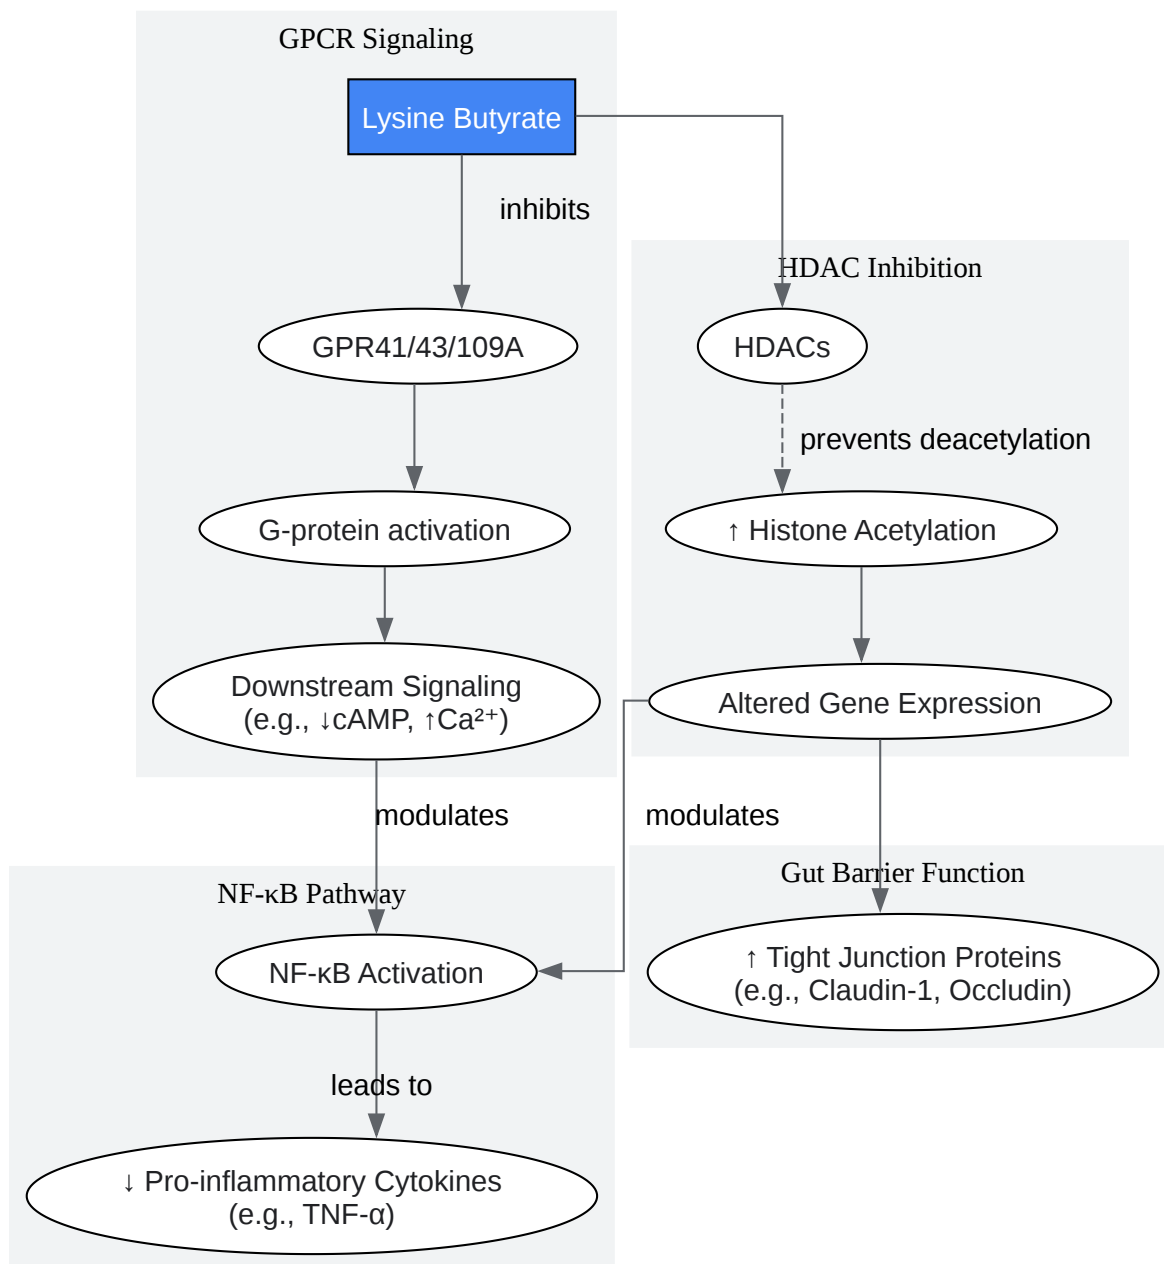 GPCR Signaling
Lysine Butyrate
inhibits
HDAC Inhibition
GPR41/43/109A
HDACs
prevents deacetylation
G-protein activation
↑ Histone Acetylation
Downstream Signaling
(e.g., ↓cAMP, ↑Ca²⁺)
Altered Gene Expression
modulates
modulates
Gut Barrier Function
NF-κB Pathway
NF-κB Activation
↑ Tight Junction Proteins
(e.g., Claudin-1, Occludin)
leads to
↓ Pro-inflammatory Cytokines
(e.g., TNF-α)